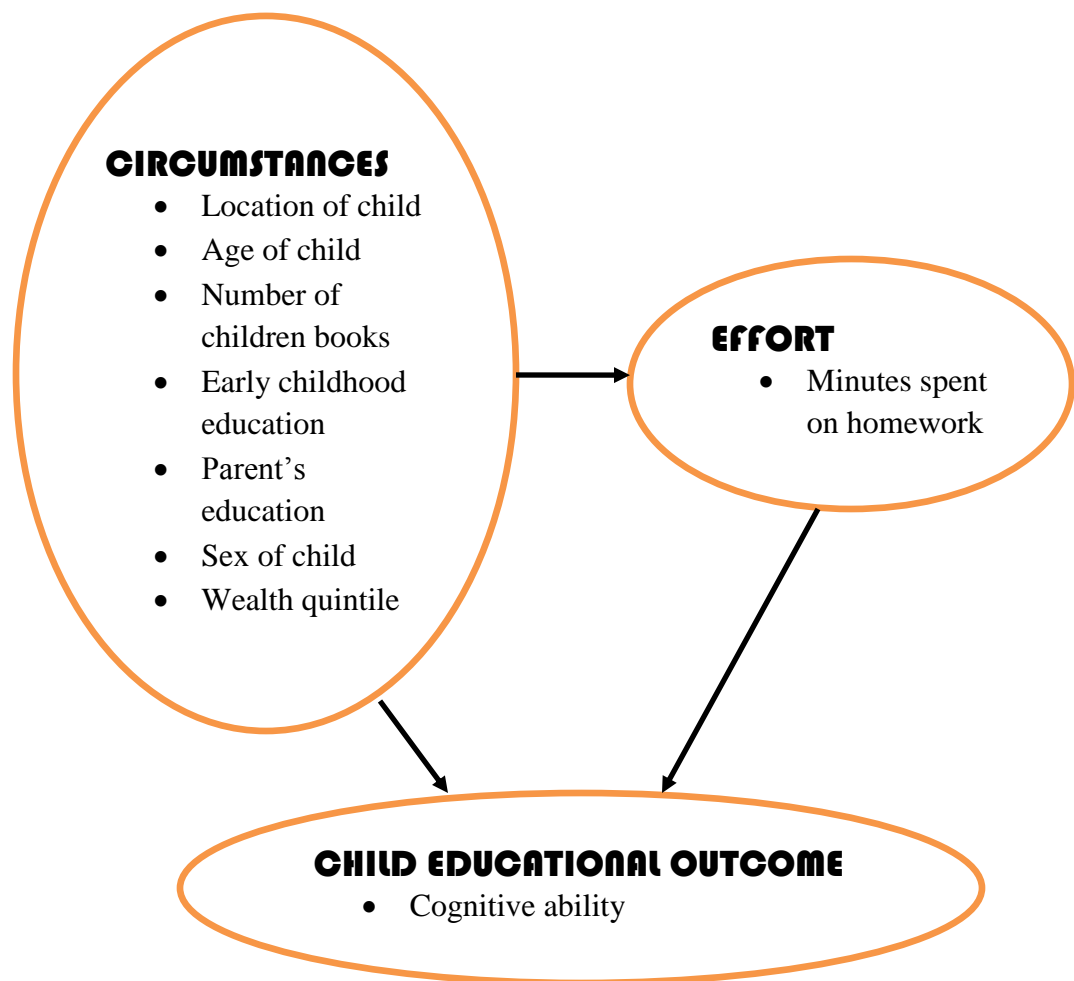 CIRCUMSTANCES
• Location of child
• Age of child
• Number of
children books
• Early childhood
education
• Parent’s
education
• Sex of child
• Wealth quintile
EFFORT
• Minutes spent
on homework
CHILD EDUCATIONAL OUTCOME
• Cognitive ability